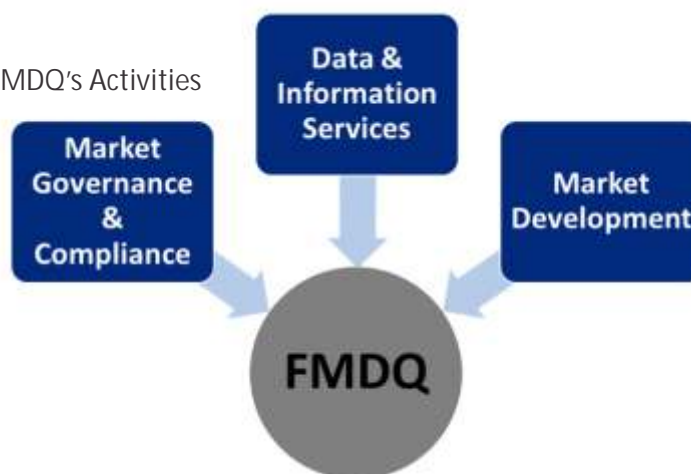 MDQ's Activities
Data &
Information
Services
Market
Governance
&
Compliance
Market
Development
FMDQ